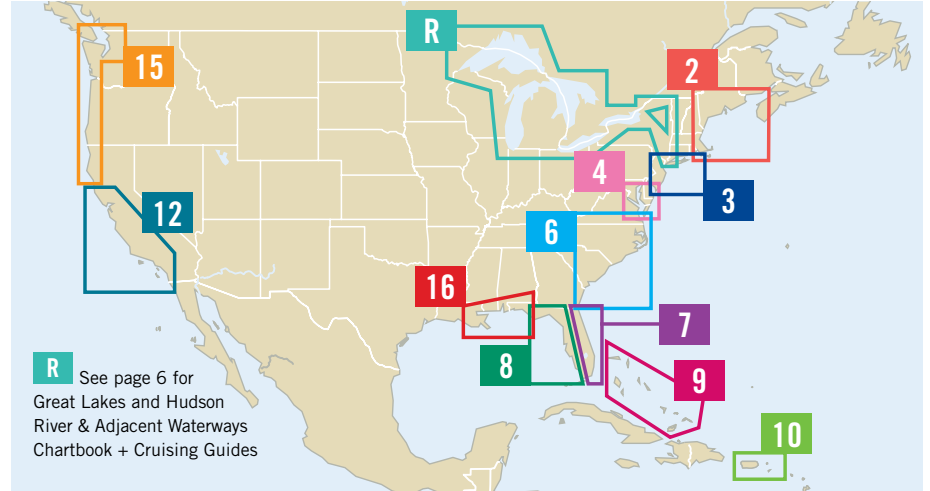 R
15
2
4
3
12
6
16
7
8
9
10
R See page 6 for
Great Lakes and Hudson
River & Adjacent Waterways
Chartbook + Cruising Guides